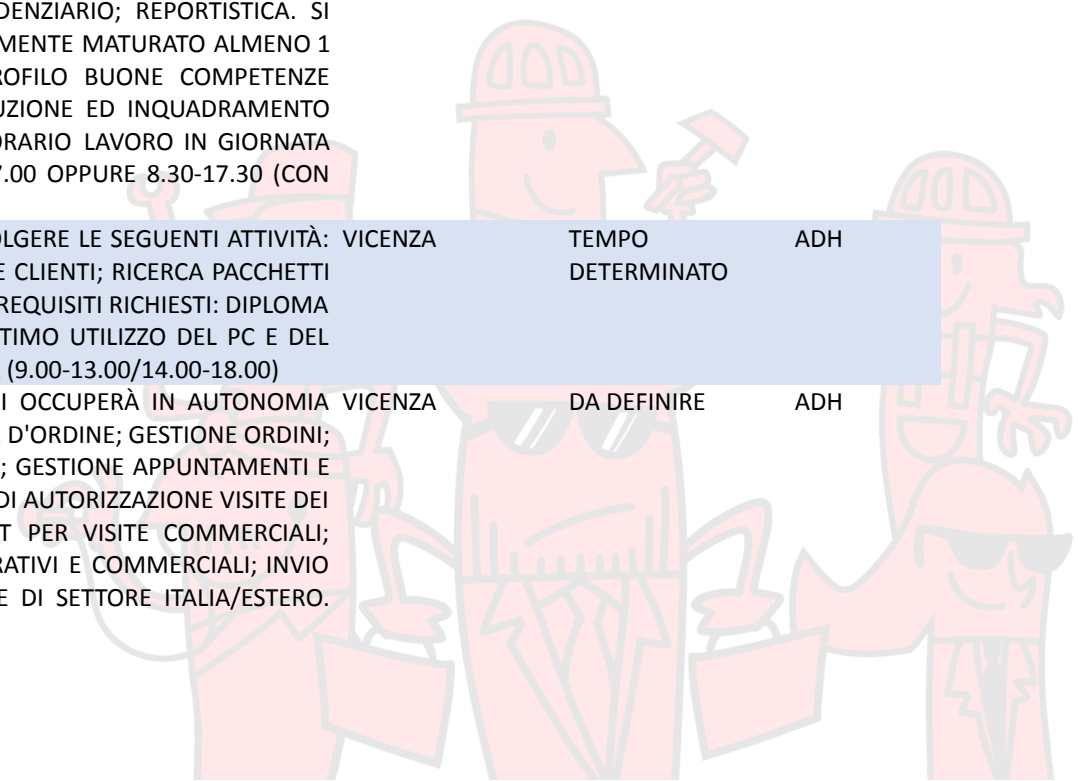 DENZIARIO; REPORTISTICA. SI
MENTE MATURATO ALMENO 1
ROFILO BUONE COMPETENZE
UZIONE ED INQUADRAMENTO
ORARIO LAVORO IN GIORNATA
7.00 OPPURE 8.30-17.30 (CON
OLGERE LE SEGUENTI ATTIVITÀ: VICENZA TEMPO ADH
E CLIENTI; RICERCA PACCHETTI DETERMINATO
REQUISITI RICHIESTI: DIPLOMA
TIMO UTILIZZO DEL PC E DEL
(9.00-13.00/14.00-18.00)
I OCCUPERÀ IN AUTONOMIA VICENZA DA DEFINIRE ADH
D'ORDINE; GESTIONE ORDINI;
; GESTIONE APPUNTAMENTI E
DI AUTORIZZAZIONE VISITE DEI
T PER VISITE COMMERCIALI;
RATIVI E COMMERCIALI; INVIO
E DI SETTORE ITALIA/ESTERO.